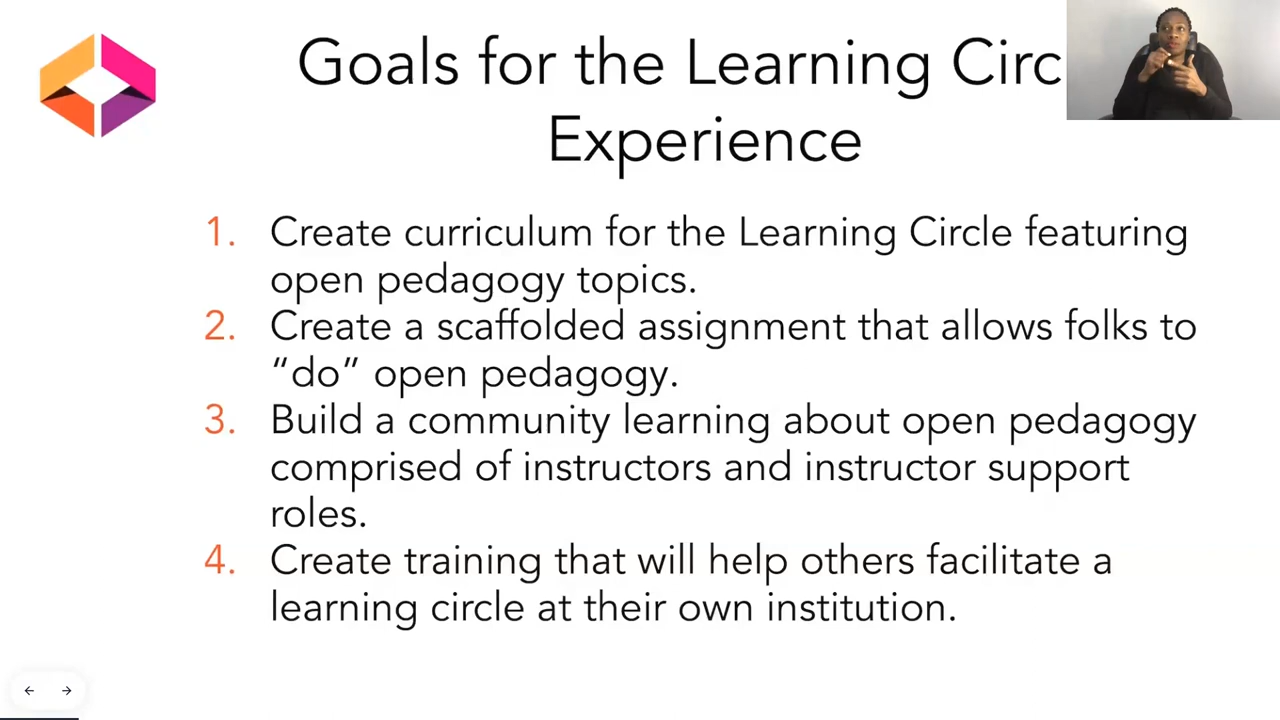 Goals for the Learning Circ
Experience
1. Create curriculum for the Learning Circle featuring
open pedagogy topics.
2. Create a scaffolded assignment that allows folks to
“do” open pedagogy.
3. Build a community learning about open pedagogy
comprised of instructors and instructor support
roles.
4. Create training that will help others facilitate a
learning circle at their own institution.